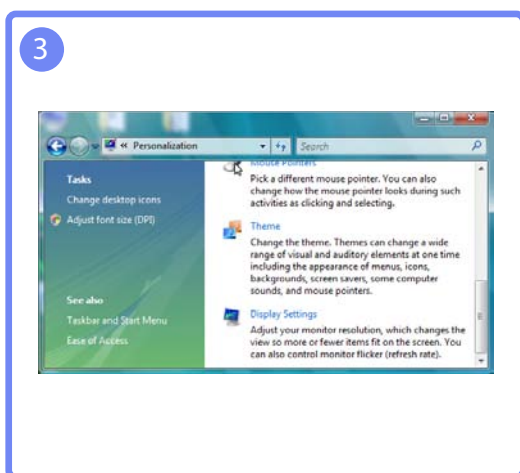 3
« Personalization
Search
Tasks
Change desktop icons
Adjust font size (DPI)
See also
Taskbar and Start Menu
Ease of Access
Mouse Pointers
Pick a different mouse pointer. You can also
change how the mouse pointer looks during such
activities as clicking and selecting.
Theme
Change the theme. Themes can change a wide
range of visual and auditory elements at one time
including the appearance of menus, icons,
backgrounds, screen savers, some computer
sounds, and mouse pointers.
Display Settings
Adjust your monitor resolution, which changes the
view so more or fewer items fit on the screen. You
can also control monitor flicker (refresh rate).